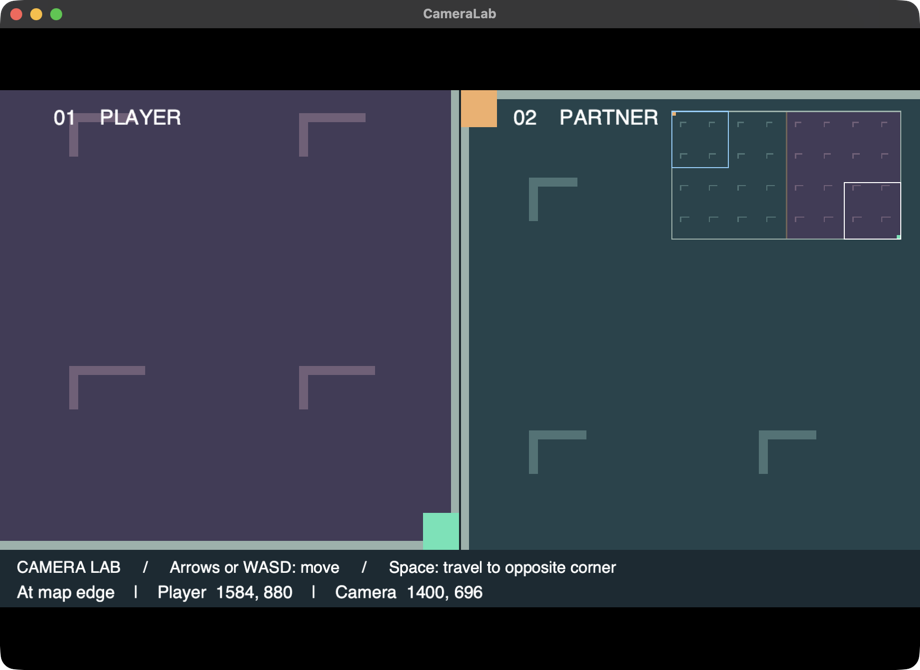 CameraLab
01 PLAYER
02 PARTNER
CAMERA LAB / Arrows or WASD: move / Space: travel to opposite corner
At map edge | Player 1584, 880 | Camera 1400, 696